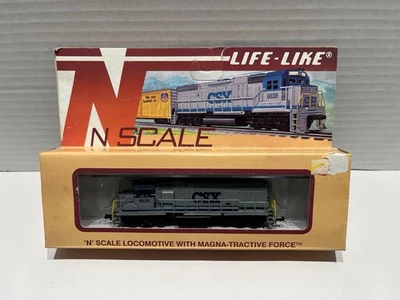 LIFE-LIKE®
CSX
6638
N
N SCALE
CSX
'N' SCALE LOCOMOTIVE WITH MAGNA-TRACTIVE FORCE™